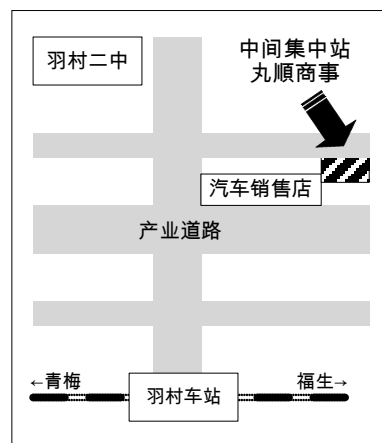 羽村二中
中间集中站
丸順商事
汽车销售店
产业道路
←青梅
福生→
羽村车站